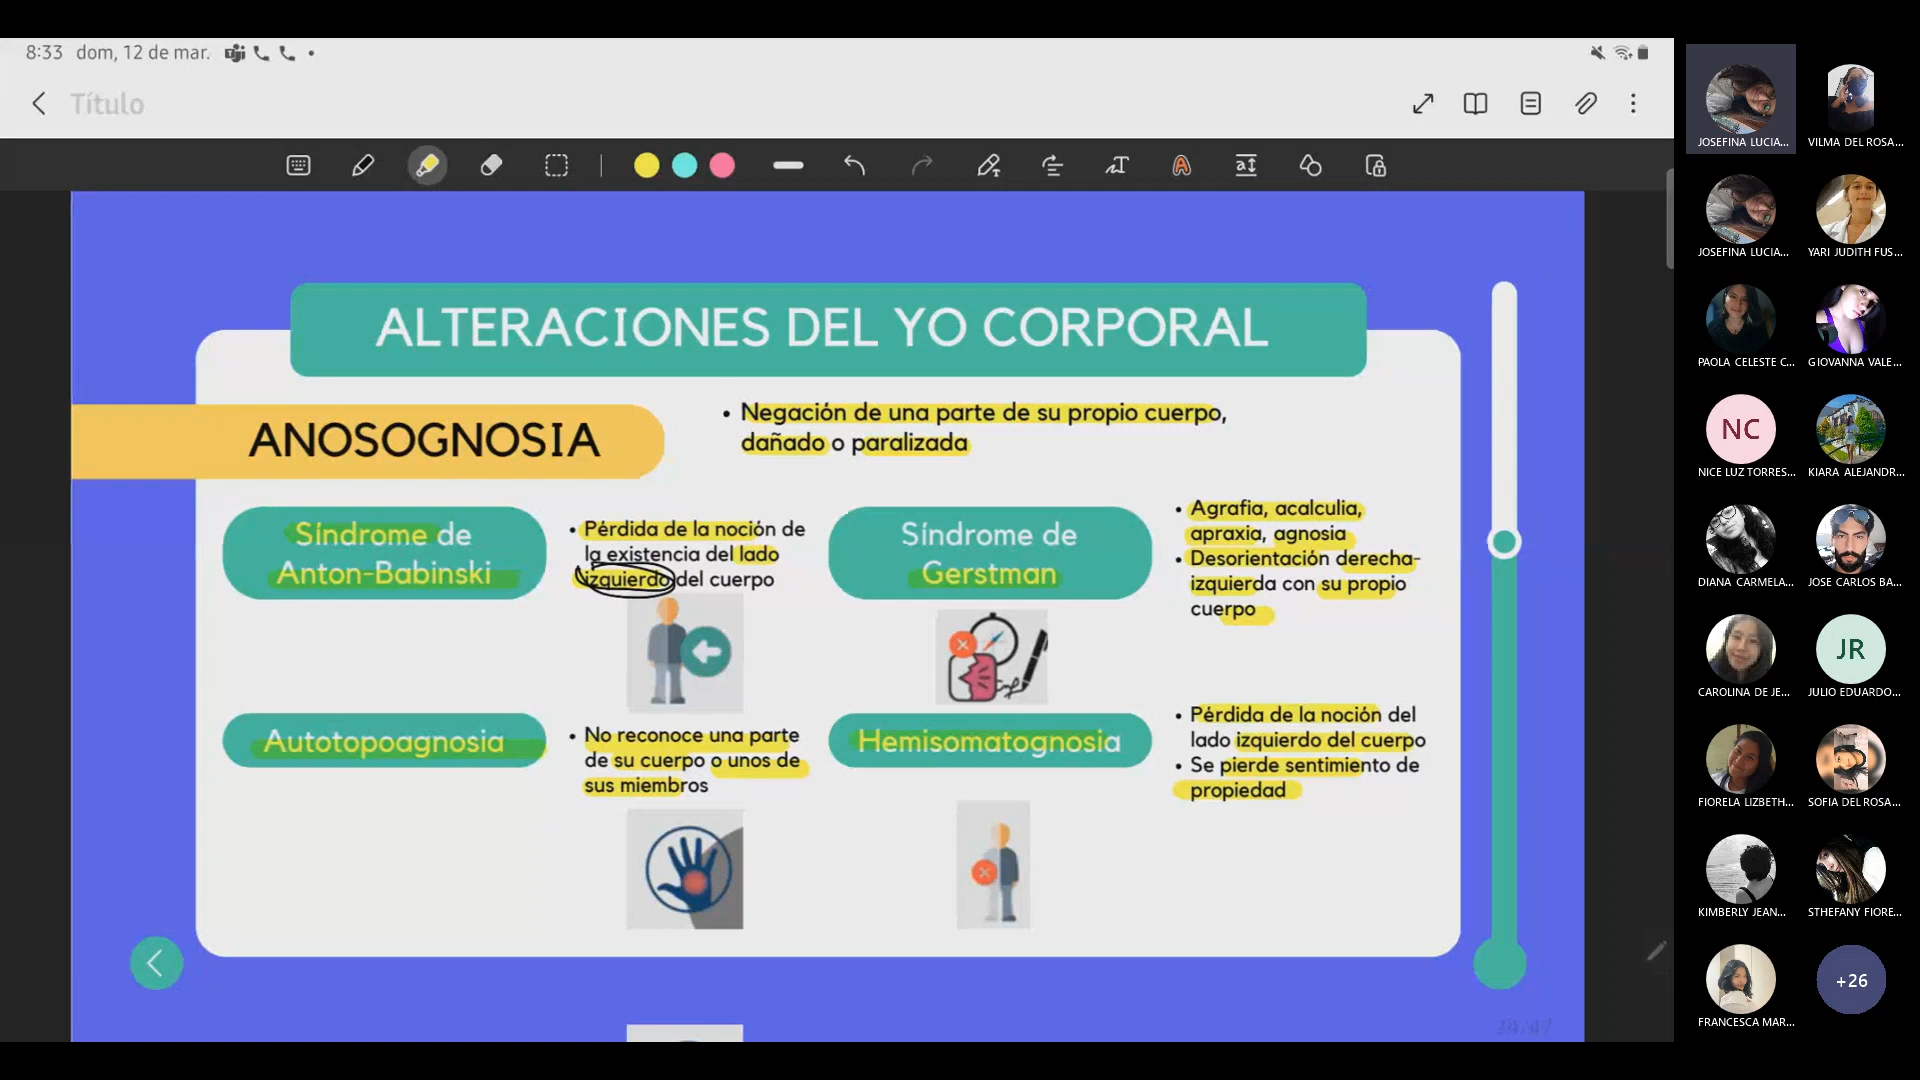 8:33 dom, 12 de mar.
Título
ALTERACIONES DEL YO CORPORAL
ANOSOGNOSIA
• Negación de una parte de su propio cuerpo,
dañado o paralizada
Síndrome de
Anton-Babinski
• Pérdida de la noción de
la existencia del lado
izquierdo del cuerpo
Síndrome de
Gerstman
• Agrafia, acalculia,
apraxia, agnosia
• Desorientación derecha-
izquierda con su propio
cuerpo
Autotopoagnosia
• No reconoce una parte
de su cuerpo o unos de
sus miembros
Hemisomatognosia
• Pérdida de la noción del
lado izquierdo del cuerpo
• Se pierde sentimiento de
propiedad
24/47
JOSEFINA LUCIA...
VILMA DEL ROSA...
JOSEFINA LUCIA...
YARI JUDITH FUS...
PAOLA CELESTE C...
GIOVANNA VALE...
NC
NICE LUZ TORRES...
KIARA ALEJANDR...
DIANA CARMELA...
JOSE CARLOS BA...
CAROLINA DE JE...
JR
JULIO EDUARDO...
FIORELA LIZBETH...
SOFIA DEL ROSA...
KIMBERLY JEAN...
STHEFANY FIORE...
FRANCESCA MAR...
+26